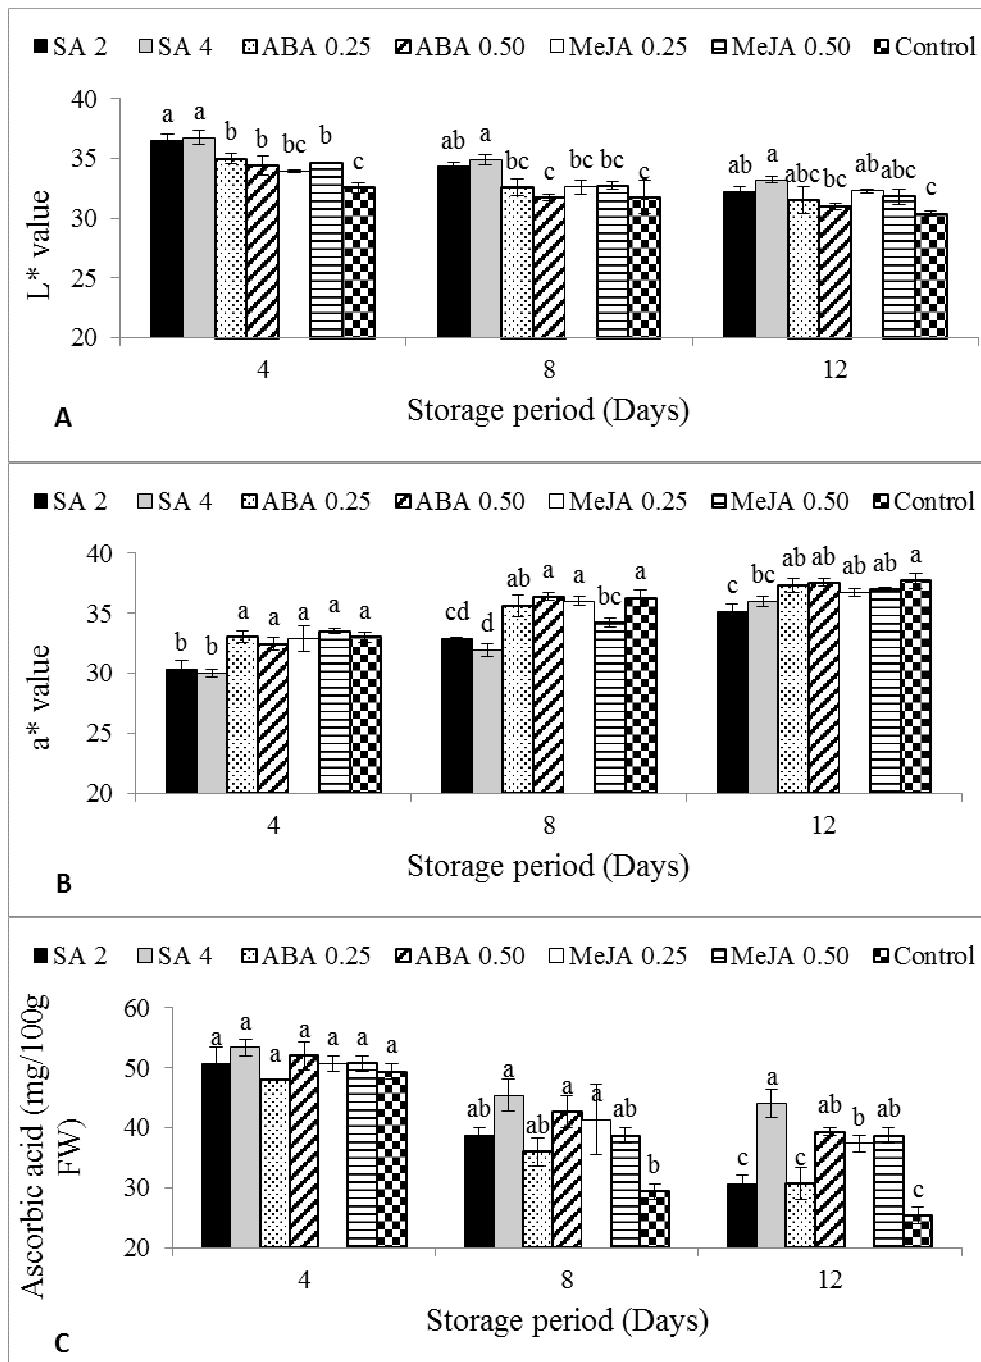 SA 2 SA 4 ABA 0.25 ABA 0.50 MeJA 0.25 MeJA 0.50 Control
40
35
30
25
20
L* value
a a b b bc b c
ab a bc c bc bc c
ab a abc bc ab abc c
4 8 12
Storage period (Days)
A
SA 2 SA 4 ABA 0.25 ABA 0.50 MeJA 0.25 MeJA 0.50 Control
40
35
30
25
20
a* value
b b a a a a a
cd d ab a a bc a
c bc ab ab ab ab a
4 8 12
Storage period (Days)
B
SA 2 SA 4 ABA 0.25 ABA 0.50 MeJA 0.25 MeJA 0.50 Control
60
50
40
30
20
Ascorbic acid (mg/100g
FW)
a a a a a a a
ab a ab a a ab b
c a c ab b ab c
4 8 12
Storage period (Days)
C